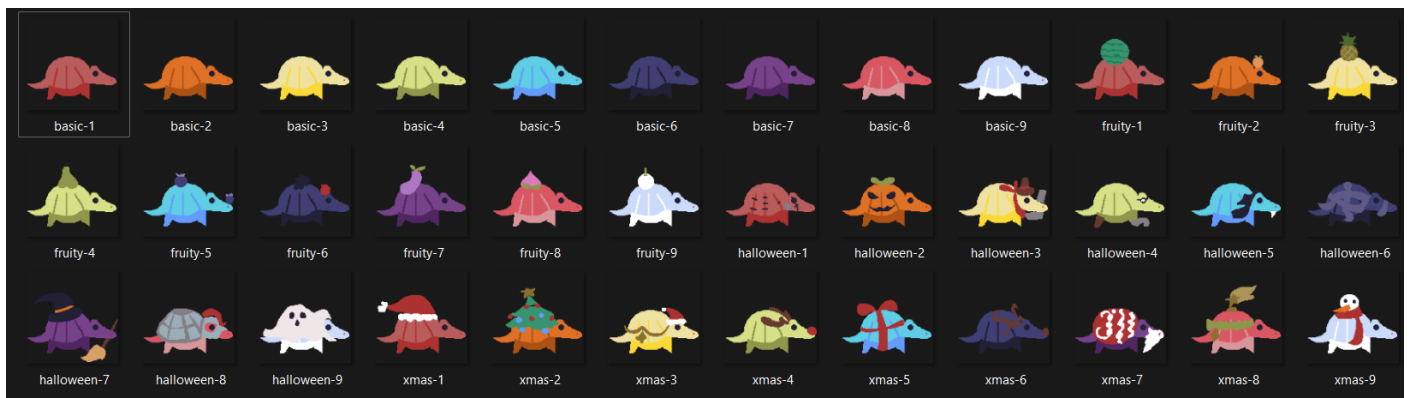 basic-1 basic-2 basic-3 basic-4 basic-5 basic-6 basic-7 basic-8 basic-9 fruity-1 fruity-2 fruity-3
fruity-4 fruity-5 fruity-6 fruity-7 fruity-8 fruity-9 halloween-1 halloween-2 halloween-3 halloween-4 halloween-5 halloween-6
halloween-7 halloween-8 halloween-9 xmas-1 xmas-2 xmas-3 xmas-4 xmas-5 xmas-6 xmas-7 xmas-8 xmas-9